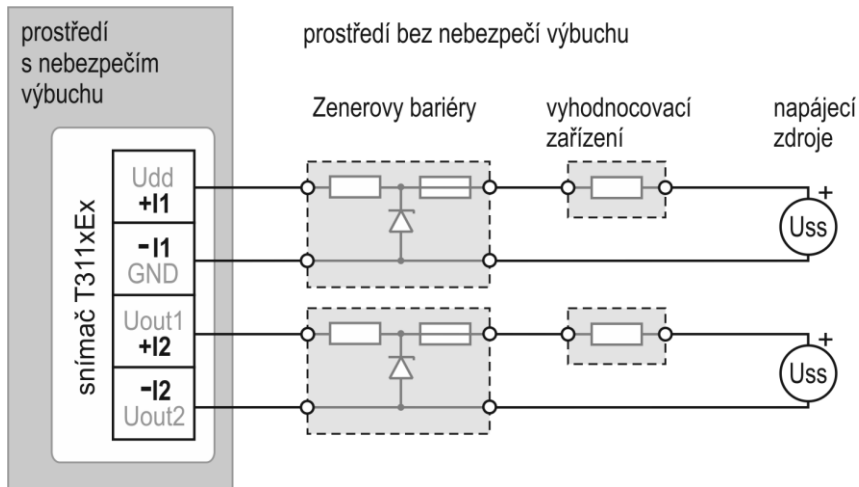 prostředí
s nebezpečím
výbuchu
prostředí bez nebezpečí výbuchu
Zenerovy bariéry
vyhodnocovací
zařízení
napájecí
zdroje
snímač T311xEx
Udd
+I1
-I1
GND
Uout1
+I2
-I2
Uout2
+
Uss
+
Uss